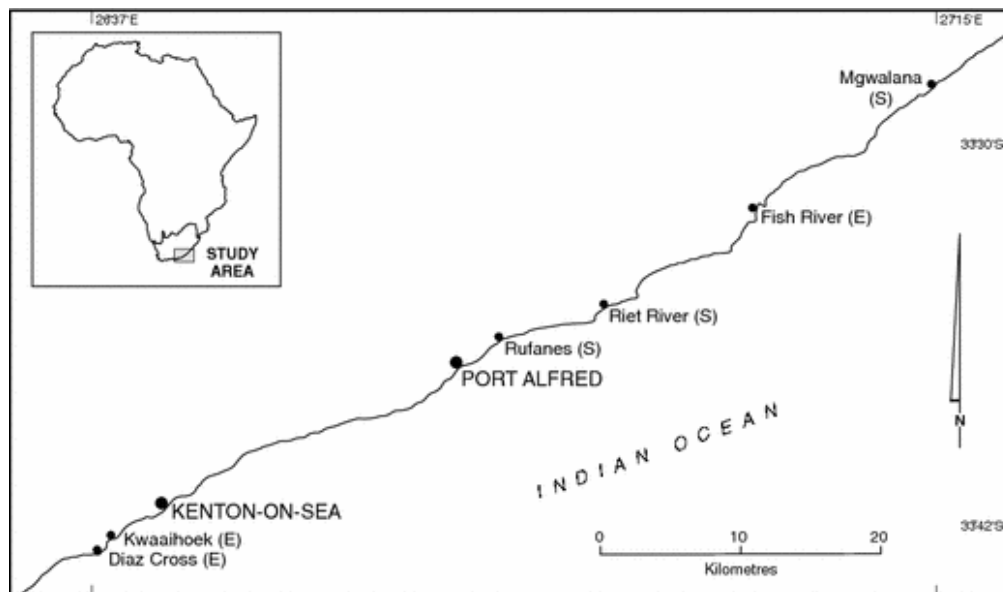 26°37'E
27°15'E
Mgwalana
(S)
33°30'S
Fish River (E)
STUDY
AREA
Riet River (S)
Rufanes (S)
PORT ALFRED
INDIAN OCEAN
N
KENTON-ON-SEA
Kwaaihoek (E)
Diaz Cross (E)
33°42'S
0 10 20
Kilometres